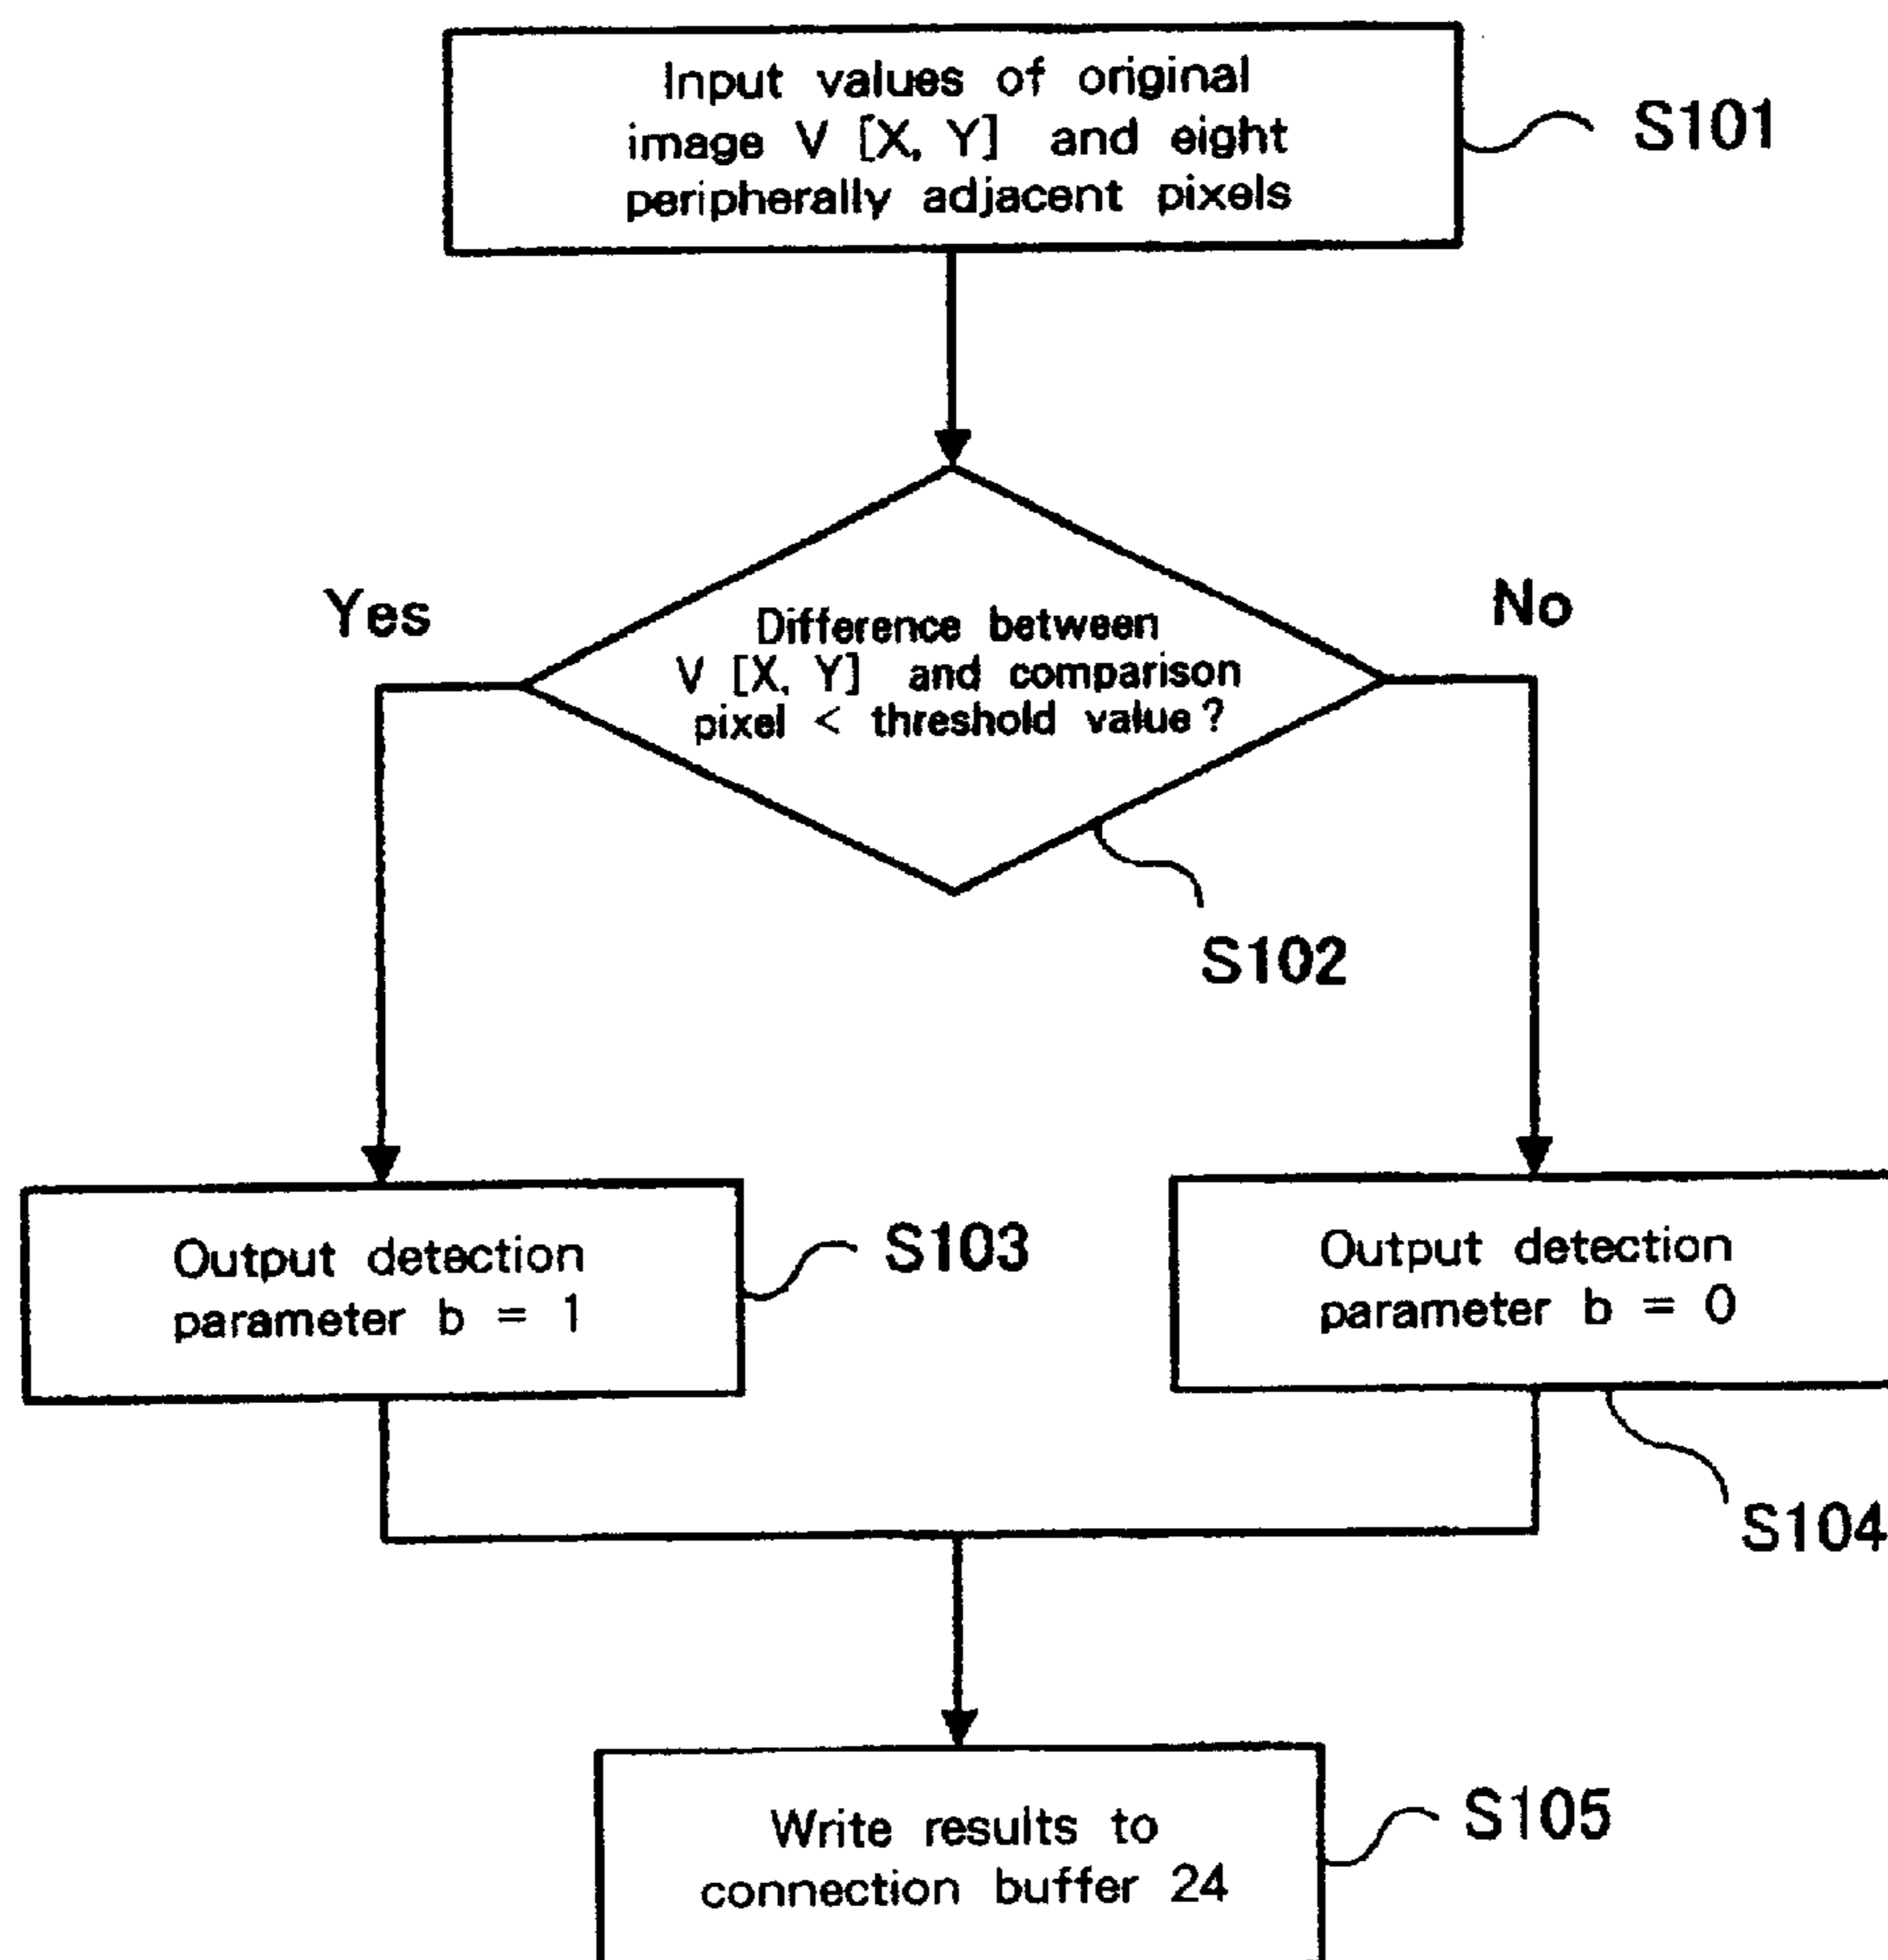 Input values of original
image V [X, Y] and eight
peripherally adjacent pixels
S101
Yes
No
Difference between
V [X, Y] and comparison
pixel < threshold value?
S102
Output detection
parameter b = 1
S103
Output detection
parameter b = 0
S104
Write results to
connection buffer 24
S105